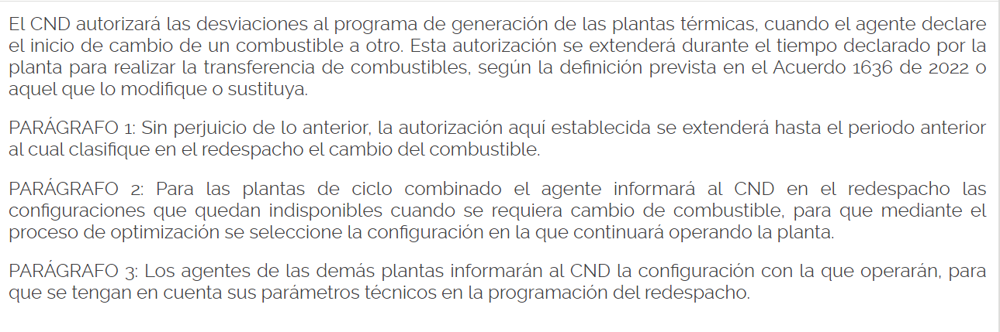 El CND autorizará las desviaciones al programa de generación de las plantas térmicas, cuando el agente declare
el inicio de cambio de un combustible a otro. Esta autorización se extenderá durante el tiempo declarado por la
planta para realizar la transferencia de combustibles, según la definición prevista en el Acuerdo 1636 de 2022 o
aquel que lo modifique o sustituya.
PARÁGRAFO 1: Sin perjuicio de lo anterior, la autorización aquí establecida se extenderá hasta el periodo anterior
al cual clasifique en el redespacho el cambio del combustible.
PARÁGRAFO 2: Para las plantas de ciclo combinado el agente informará al CND en el redespacho las
configuraciones que quedan indisponibles cuando se requiera cambio de combustible, para que mediante el
proceso de optimización se seleccione la configuración en la que continuará operando la planta.
PARÁGRAFO 3: Los agentes de las demás plantas informarán al CND la configuración con la que operarán, para
que se tengan en cuenta sus parámetros técnicos en la programación del redespacho.